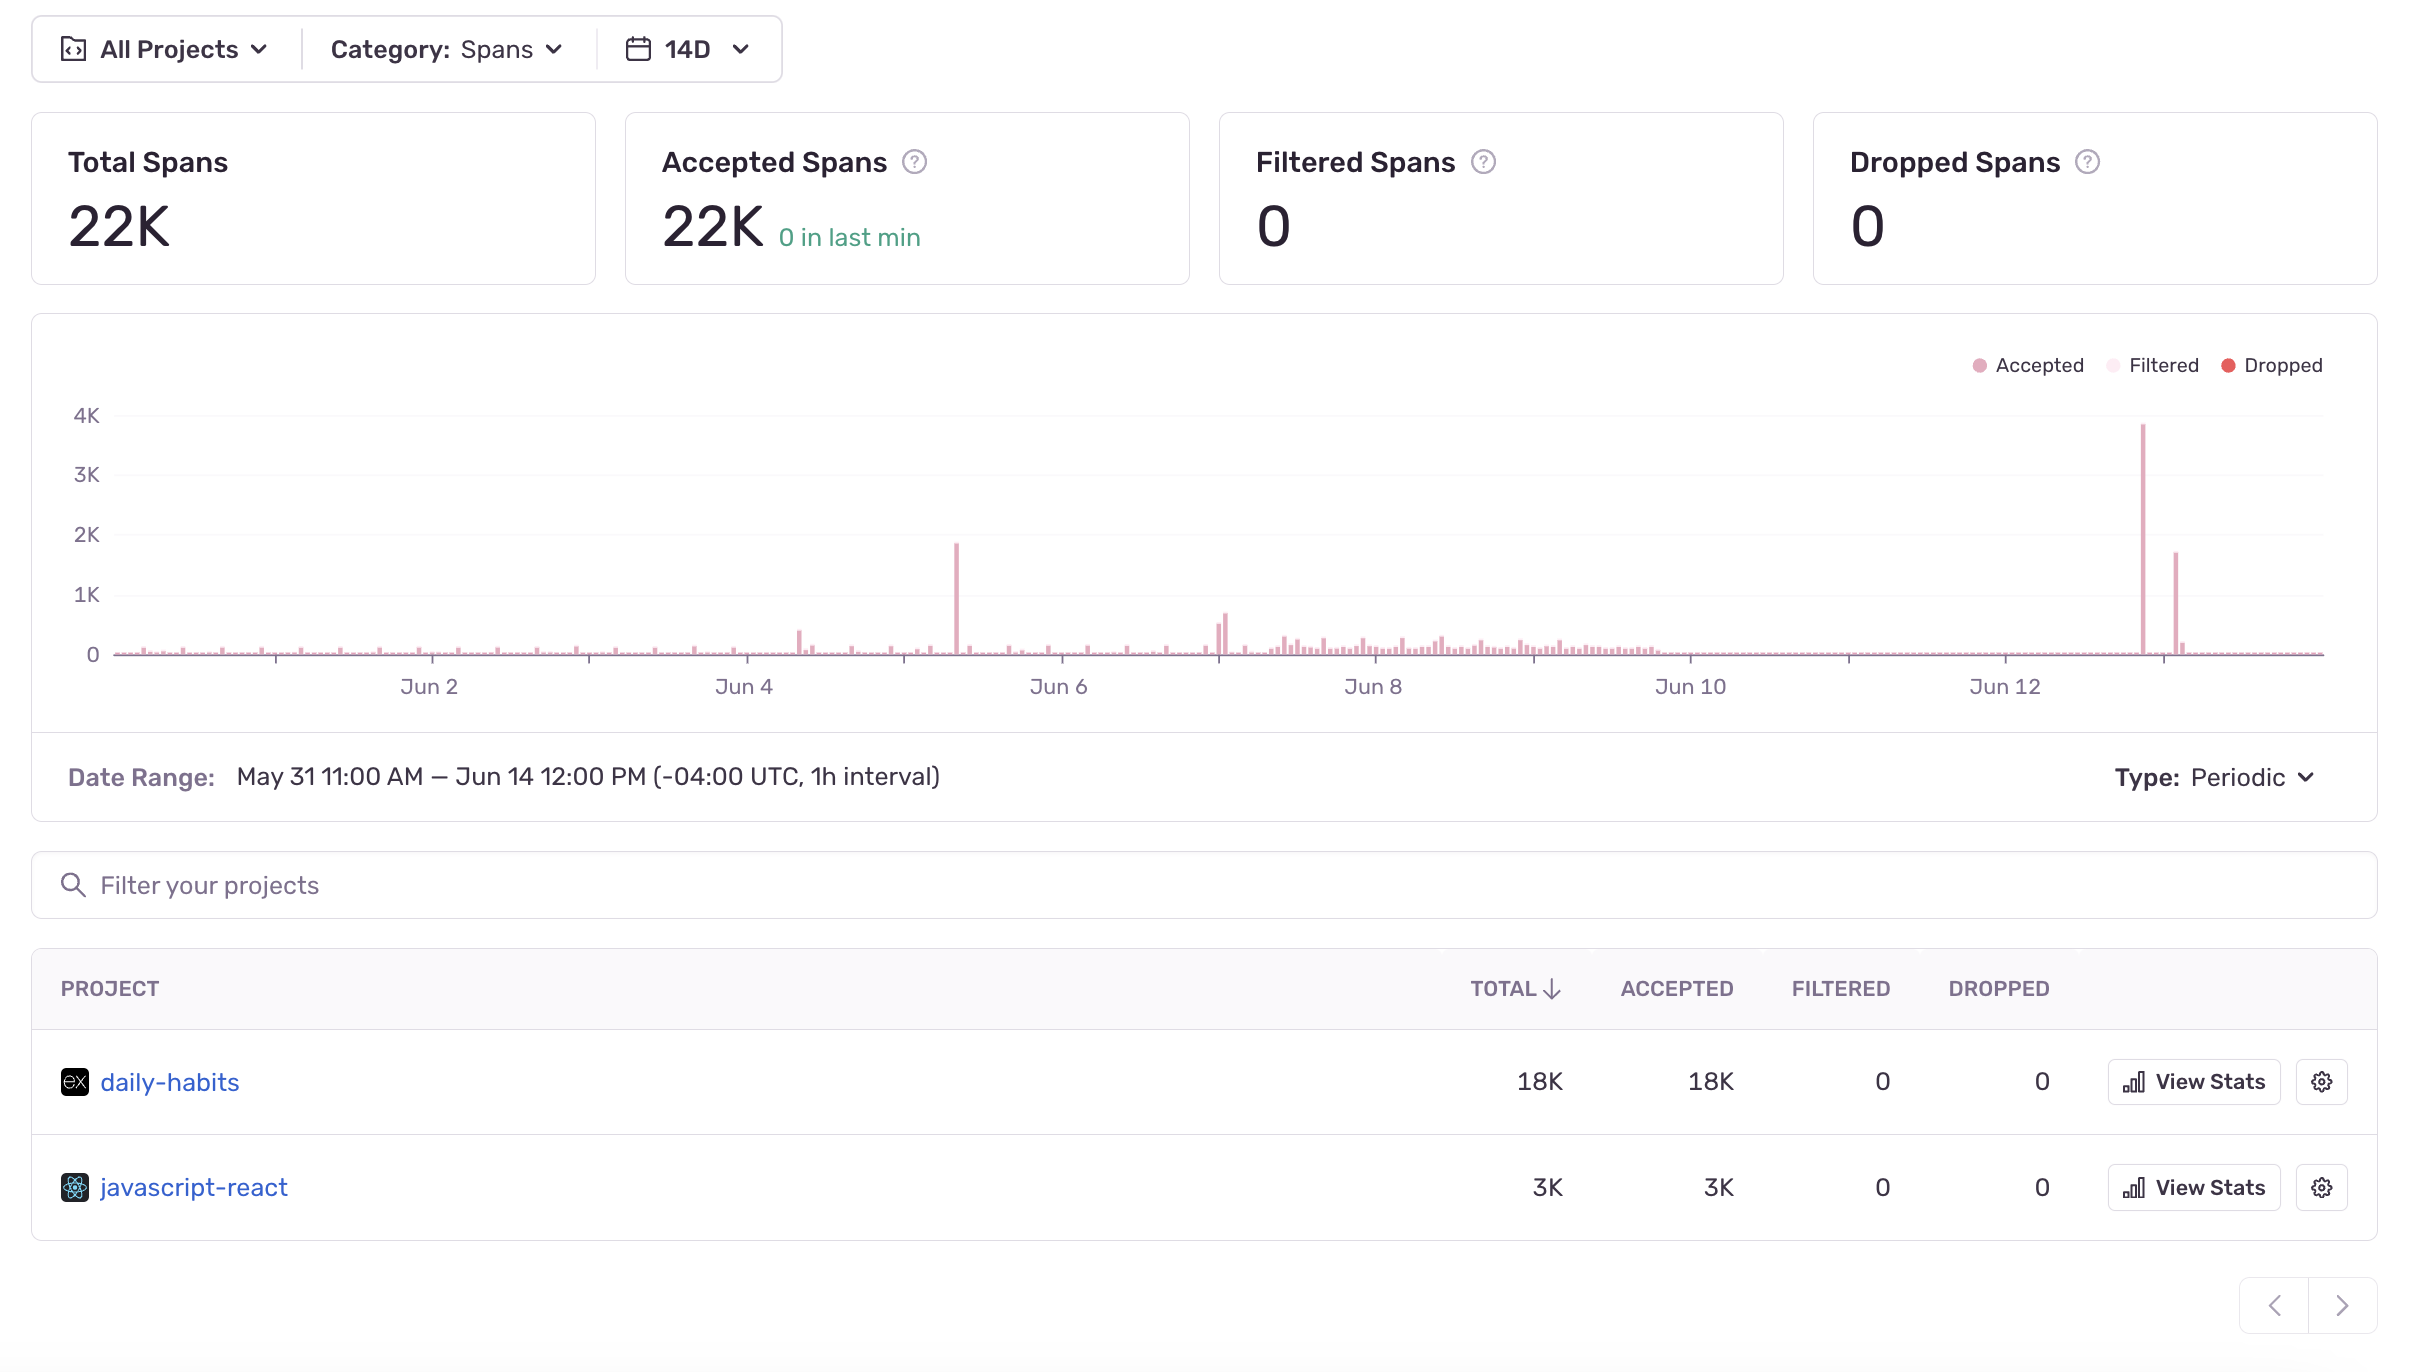 All Projects Category: Spans 14D
Total Spans
22K
Accepted Spans ?
22K 0 in last min
Filtered Spans ?
0
Dropped Spans ?
0
Accepted Filtered Dropped
4K
3K
2K
1K
0
Jun 2 Jun 4 Jun 6 Jun 8 Jun 10 Jun 12
Date Range: May 31 11:00 AM — Jun 14 12:00 PM (-04:00 UTC, 1h interval) Type: Periodic
Filter your projects
PROJECT TOTAL ACCEPTED FILTERED DROPPED
ex daily-habits 18K 18K 0 0 View Stats
javascript-react 3K 3K 0 0 View Stats